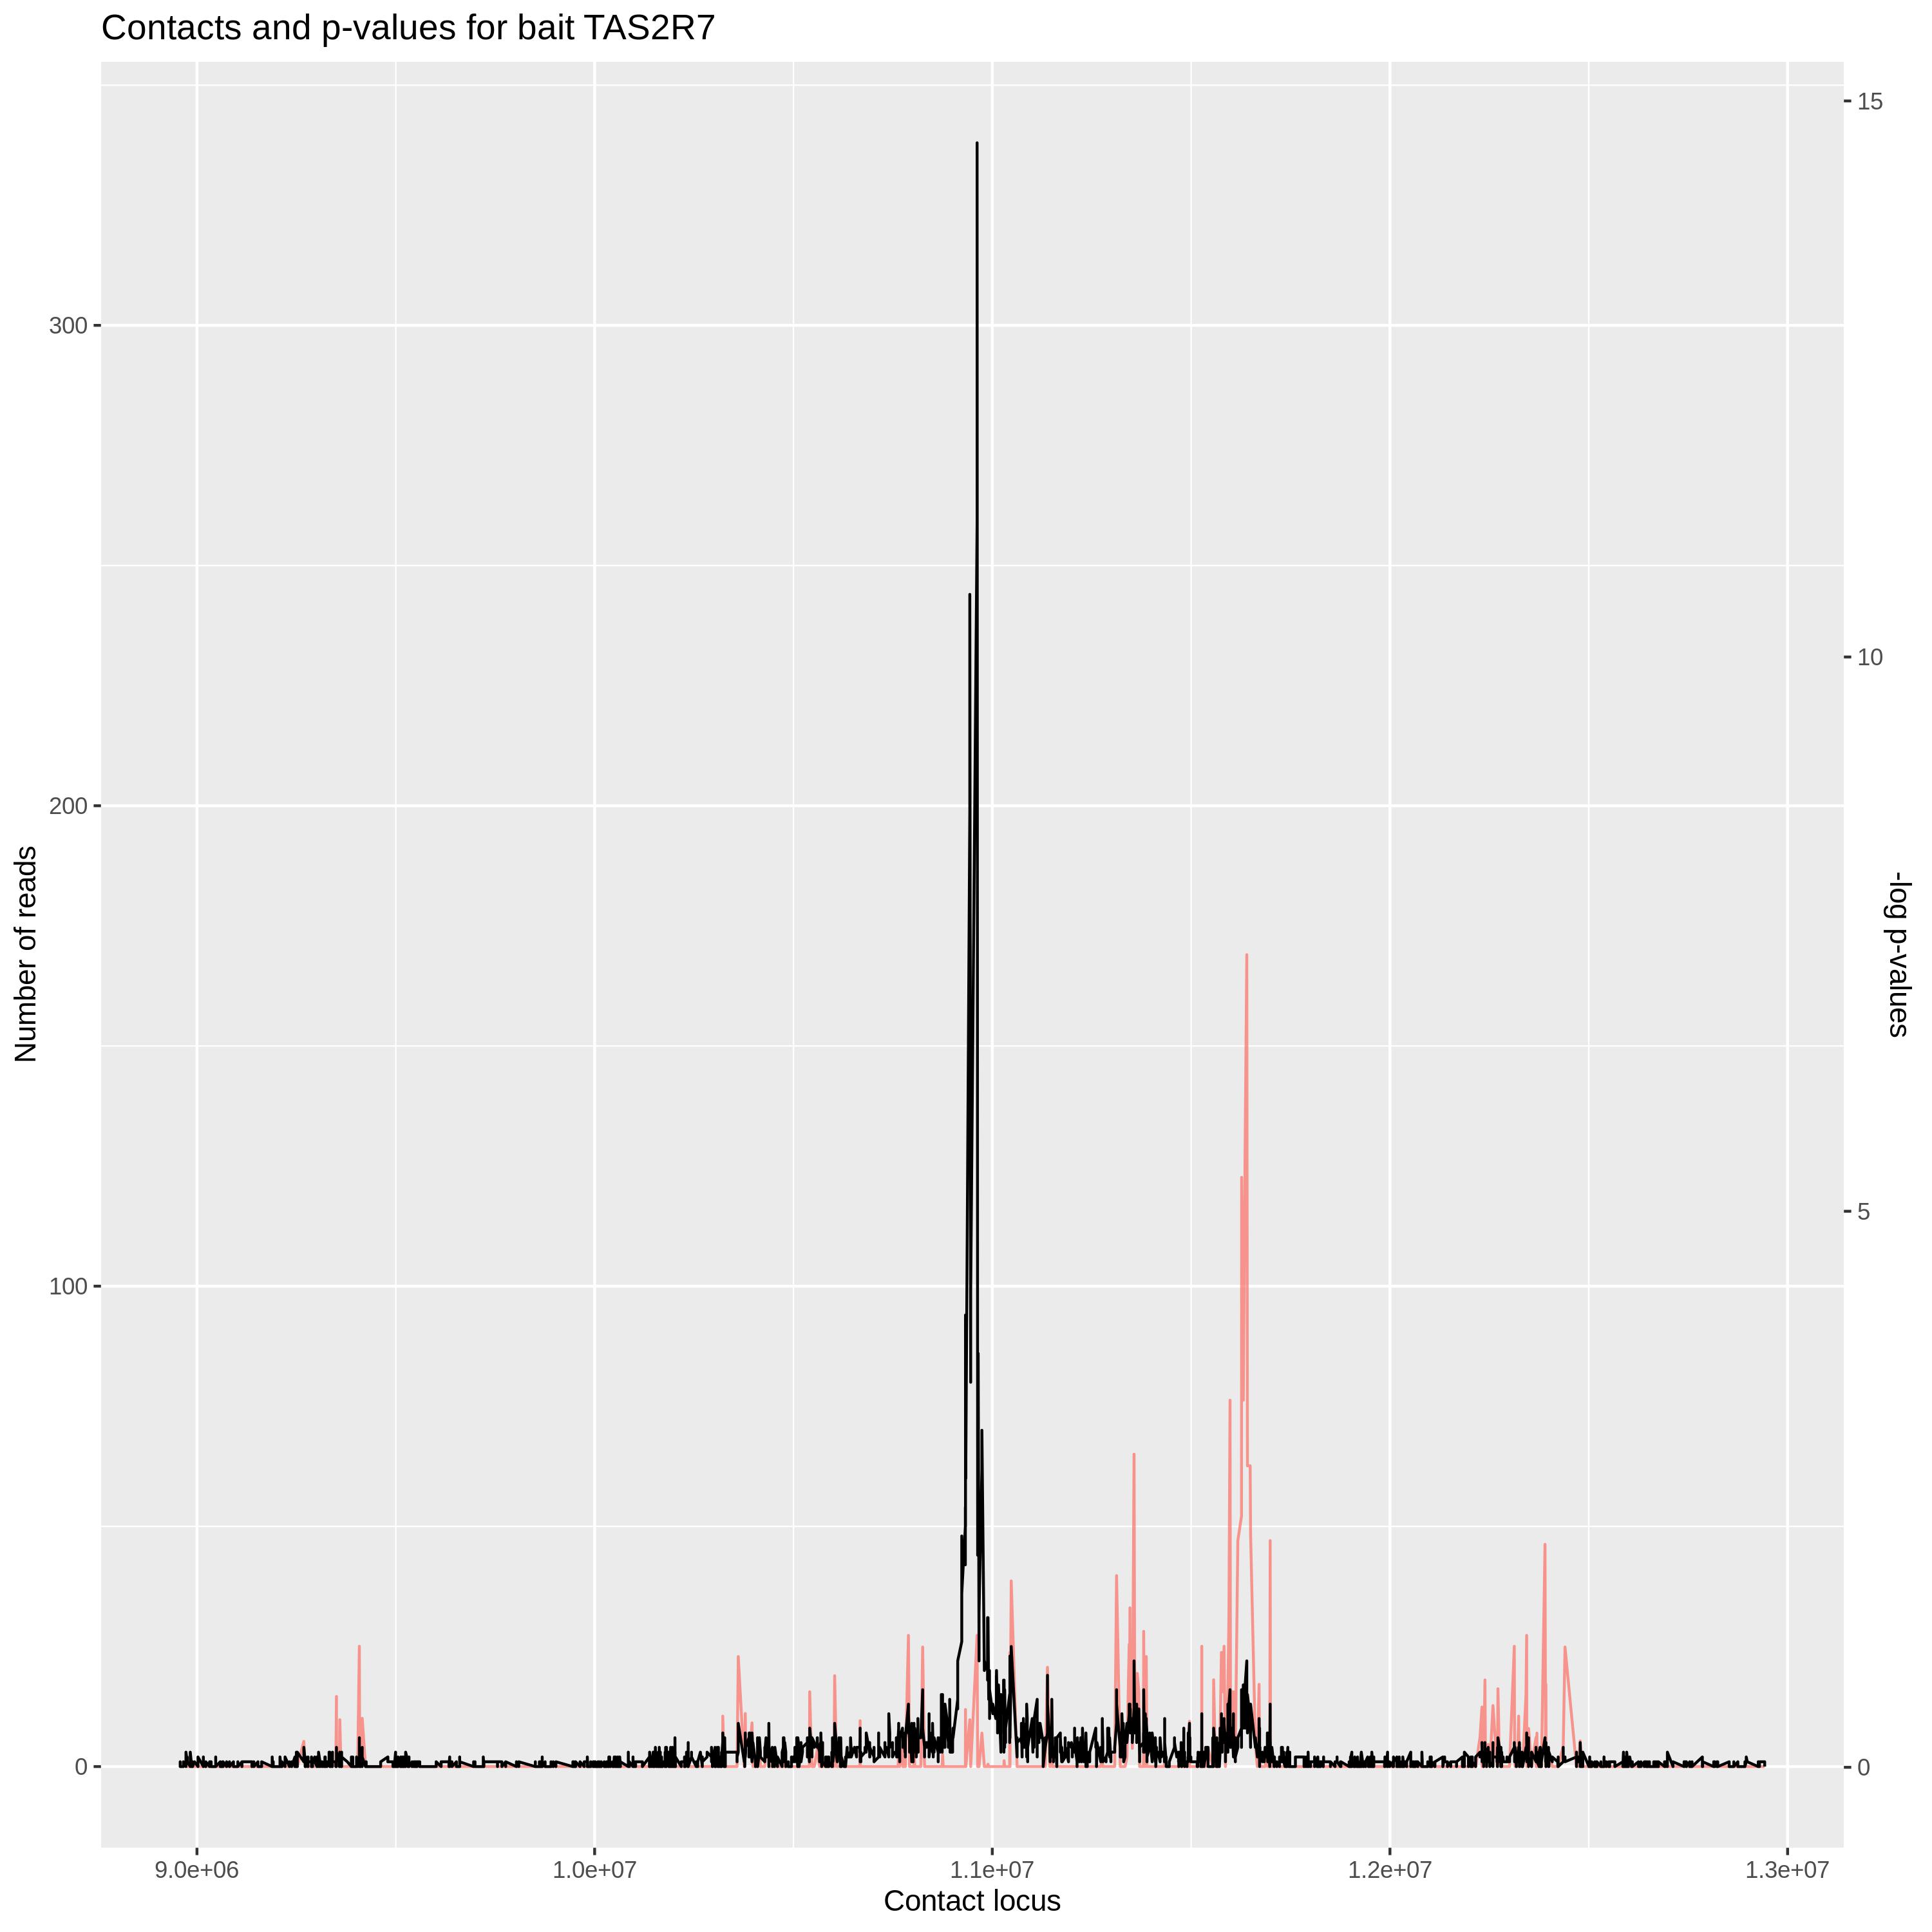 Contacts and p-values for bait TAS2R7
Number of reads
300
200
100
0
15
10
5
0
-log p-values
9.0e+06
1.0e+07
1.1e+07
1.2e+07
1.3e+07
Contact locus